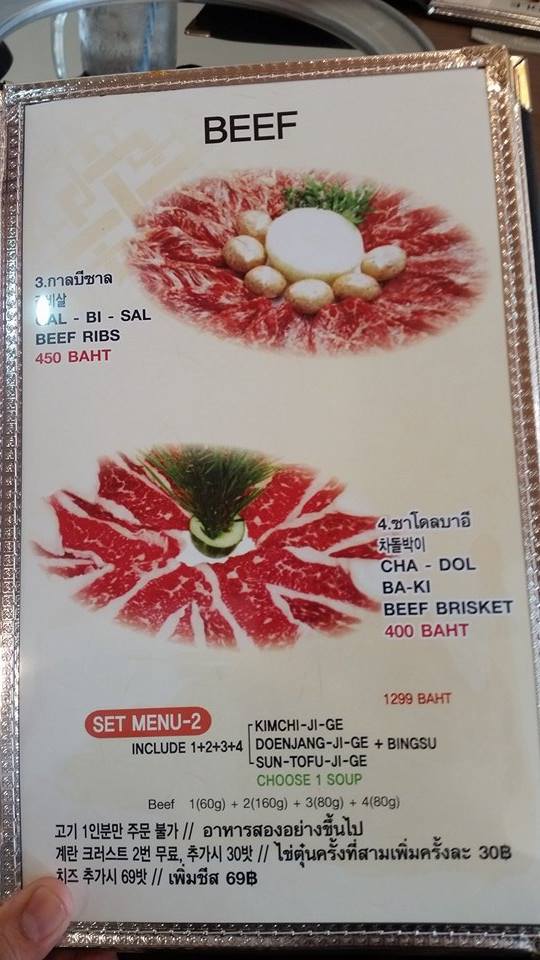 BEEF
3.กาลบีซาล
갈비살
GAL - BI - SAL
BEEF RIBS
450 BAHT
4.ชาโดลบาอี
차돌박이
CHA - DOL
BA-KI
BEEF BRISKET
400 BAHT
1299 BAHT
SET MENU-2
INCLUDE 1+2+3+4
KIMCHI-JI-GE
DOENJANG-JI-GE + BINGSU
SUN-TOFU-JI-GE
CHOOSE 1 SOUP
Beef 1(60g) + 2(160g) + 3(80g) + 4(80g)
고기 1인분만 주문 불가 // อาหารสองอย่างขึ้นไป
계란 크러스트 2번 무료, 추가시 30밧 // ไข่ตุ๋นครั้งที่สามเพิ่มครั้งละ 30฿
치즈 추가시 69밧 // เพิ่มชีส 69฿